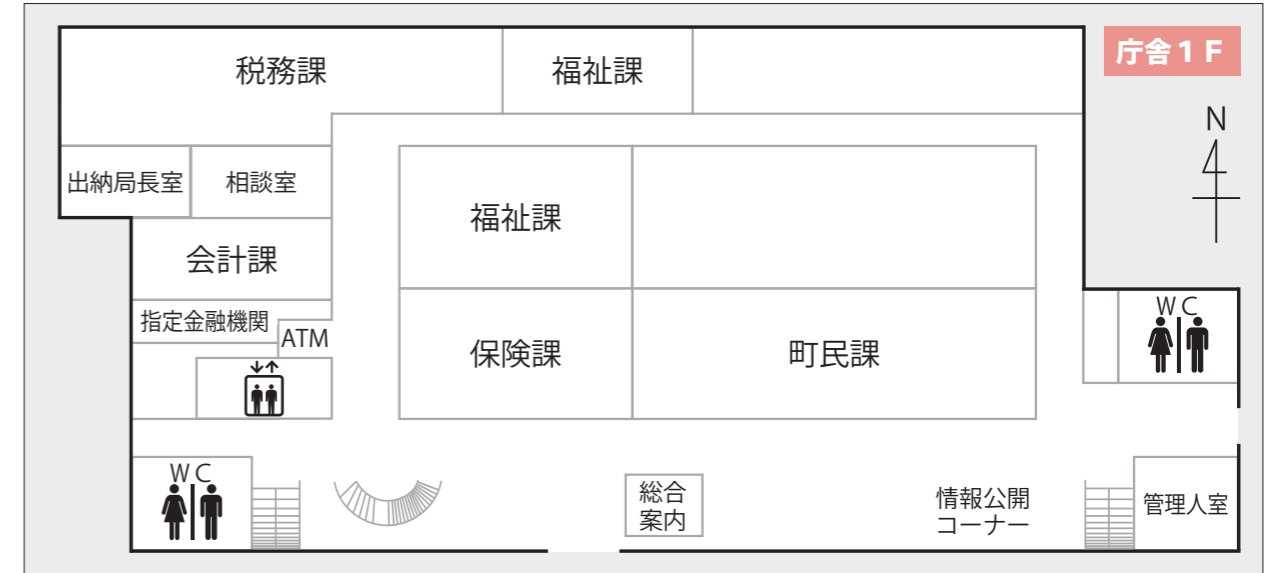 庁舎1F
税務課
福祉課
N
出納局長室
相談室
福祉課
会計課
指定金融機関
ATM
保険課
町民課
WC
WC
総合
案内
情報公開
コーナー
管理人室